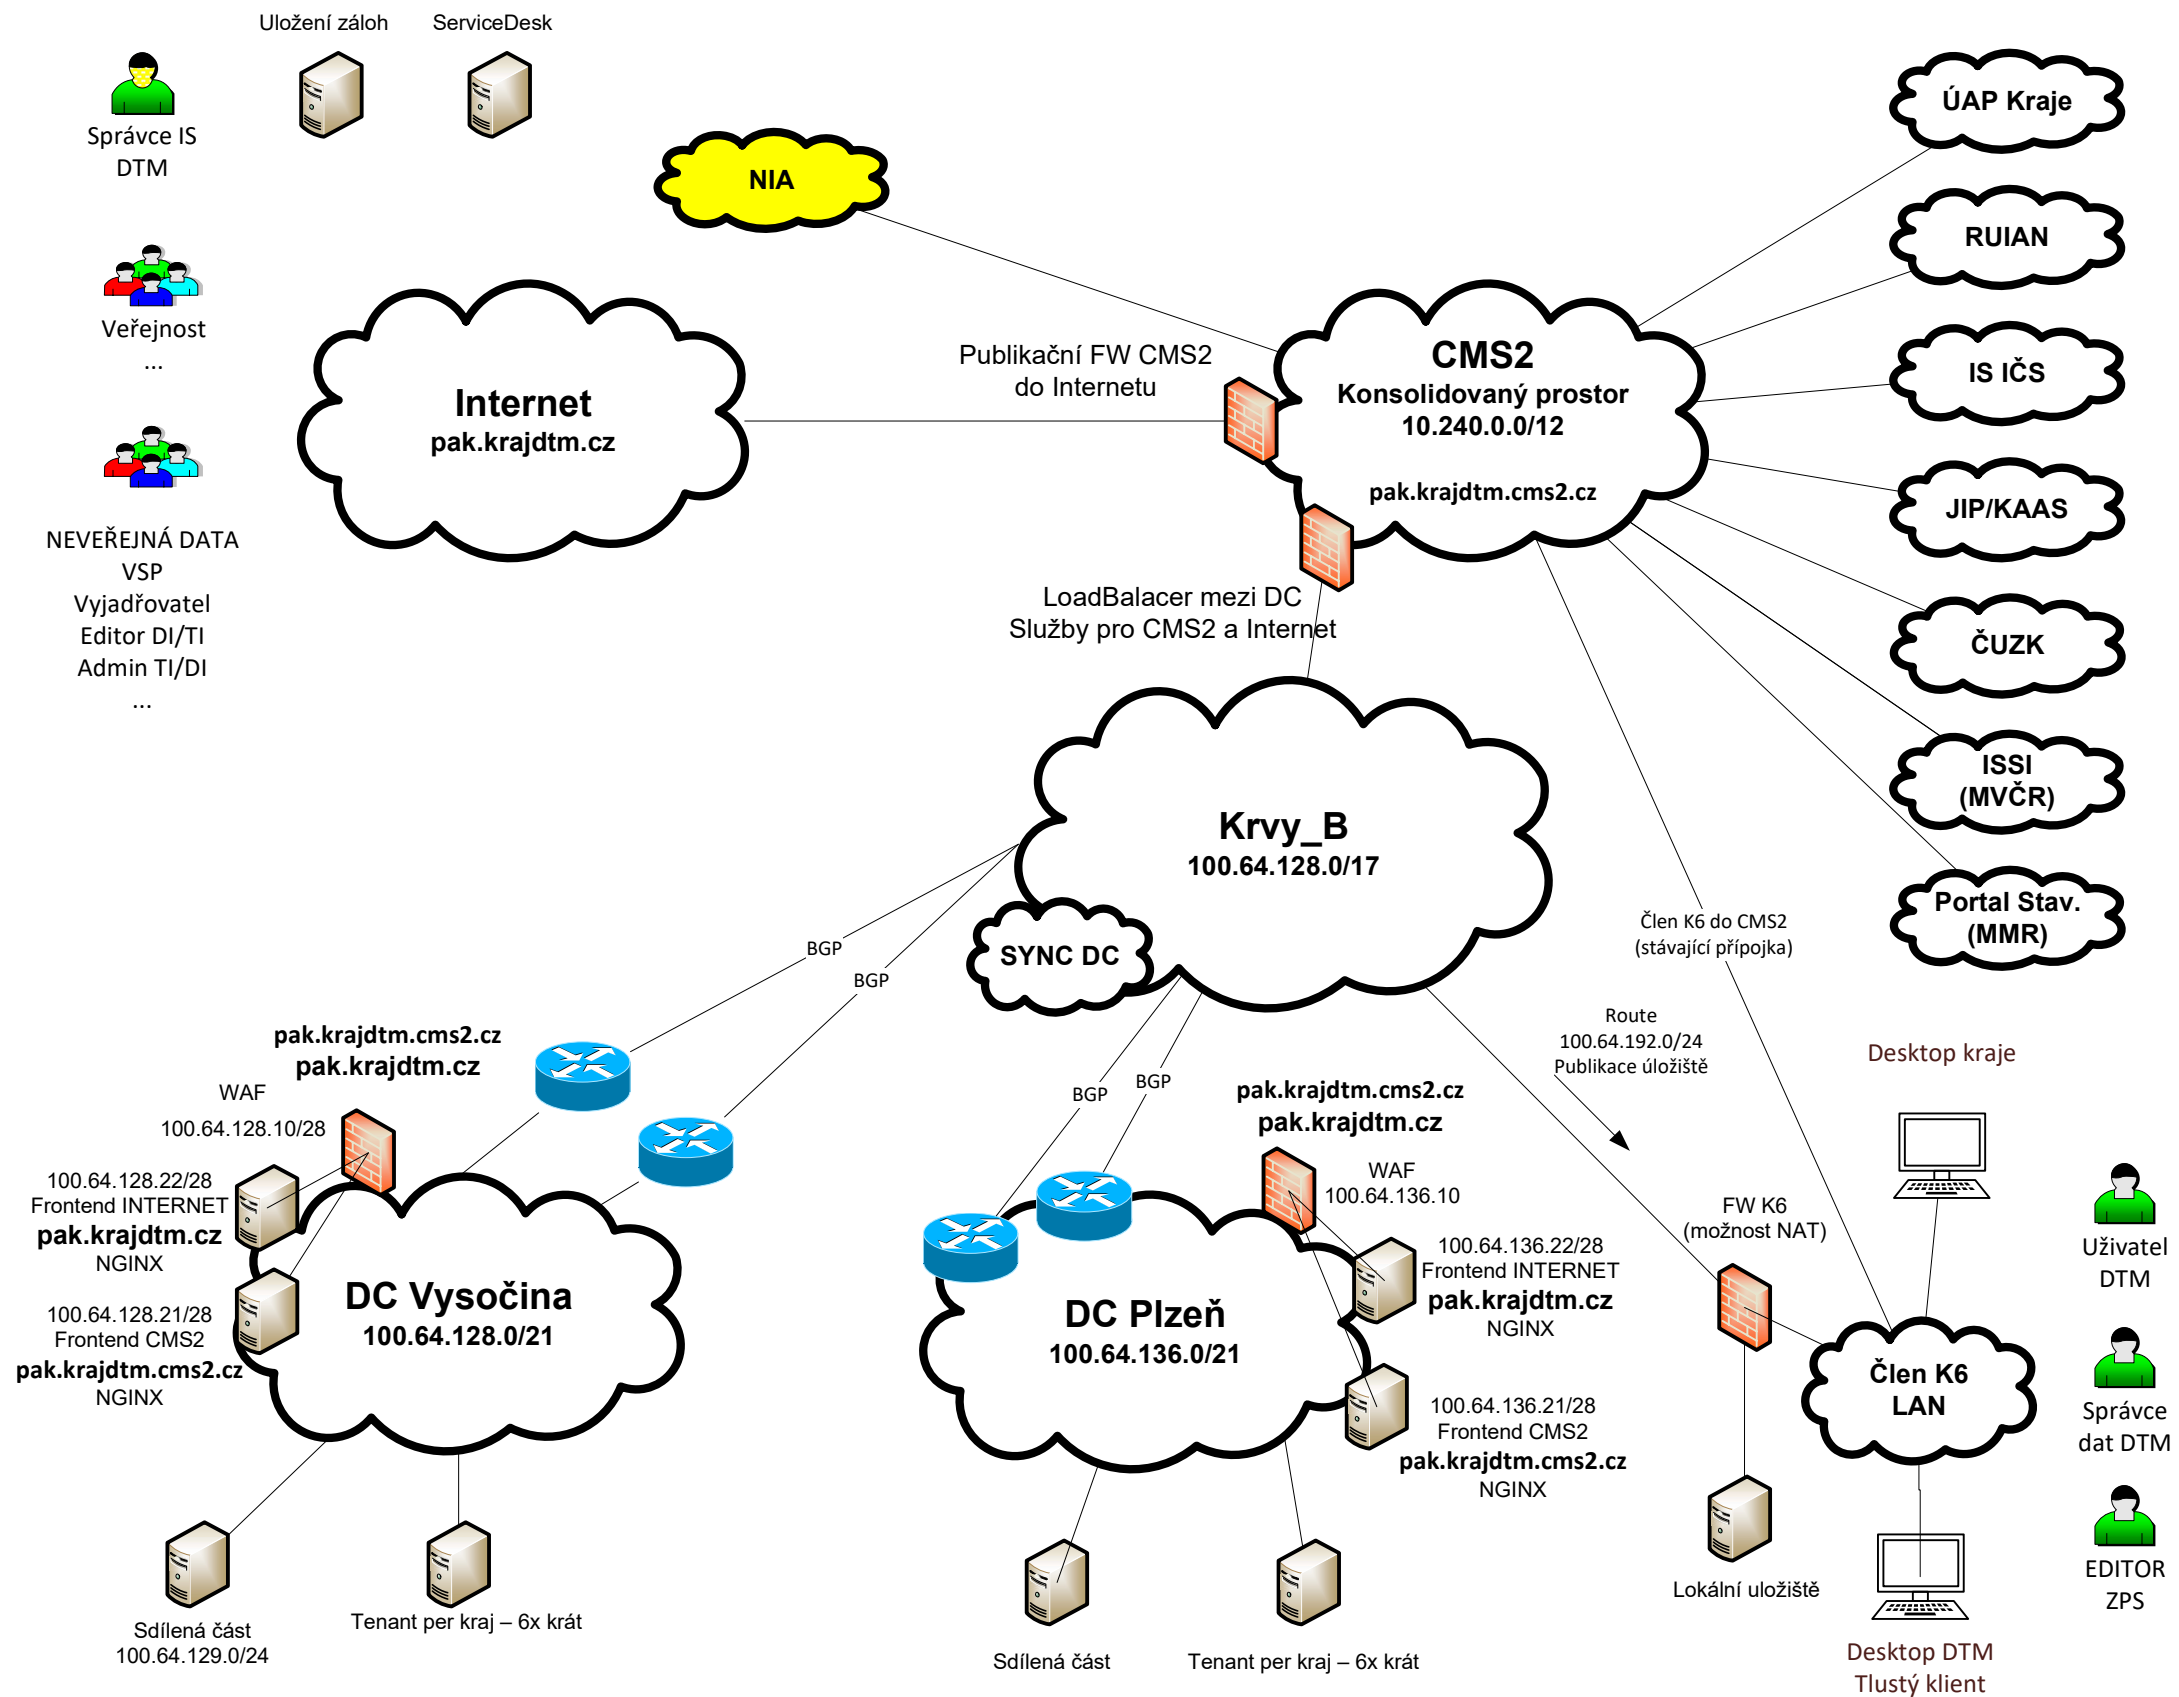 Uložení záloh
ServiceDesk
Správce IS
DTM
Veřejnost
...
NEVEŘEJNÁ DATA
VSP
Vyjadřovatel
Editor DI/TI
Admin TI/DI
...
NIA
Internet
pak.krajdtm.cz
Publikační FW CMS2
do Internetu
CMS2
Konsolidovaný prostor
10.240.0.0/12
pak.krajdtm.cms2.cz
LoadBalacer mezi DC
Služby pro CMS2 a Internet
ÚAP Kraje
RUIAN
IS IČS
JIP/KAAS
ČUZK
ISSI
(MVČR)
Portal Stav.
(MMR)
Krvy_B
100.64.128.0/17
SYNC DC
BGP
BGP
BGP
BGP
Člen K6 do CMS2
(stávající přípojka)
Route
100.64.192.0/24
Publikace úložiště
pak.krajdtm.cms2.cz
pak.krajdtm.cz
WAF
100.64.128.10/28
100.64.128.22/28
Frontend INTERNET
pak.krajdtm.cz
NGINX
100.64.128.21/28
Frontend CMS2
pak.krajdtm.cms2.cz
NGINX
DC Vysočina
100.64.128.0/21
Sdílená část
100.64.129.0/24
Tenant per kraj – 6x krát
pak.krajdtm.cms2.cz
pak.krajdtm.cz
WAF
100.64.136.10
100.64.136.22/28
Frontend INTERNET
pak.krajdtm.cz
NGINX
100.64.136.21/28
Frontend CMS2
pak.krajdtm.cms2.cz
NGINX
DC Plzeň
100.64.136.0/21
Sdílená část
Tenant per kraj – 6x krát
Desktop kraje
FW K6
(možnost NAT)
Člen K6
LAN
Lokální uložiště
Desktop DTM
Tlustý klient
Uživatel
DTM
Správce
dat DTM
EDITOR
ZPS